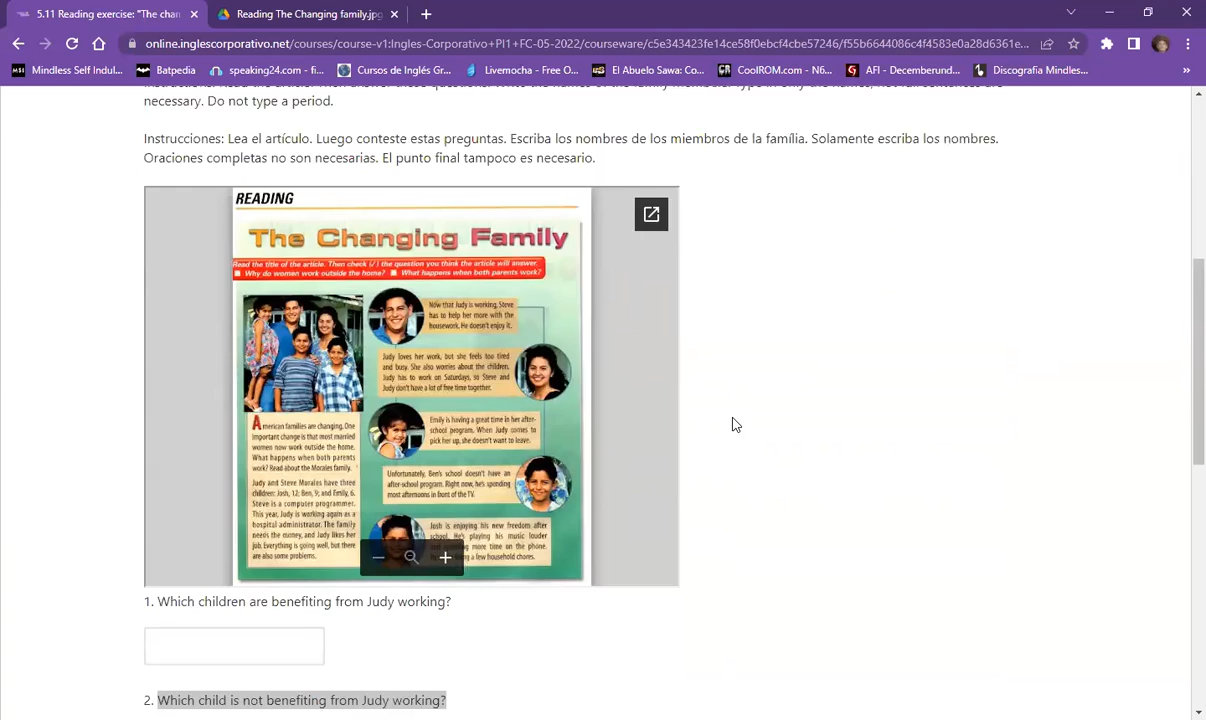 5.11 Reading exercise: "The chan
Reading The Changing family.jpg
online.inglescorporativo.net/courses/course-v1:Ingles-Corporativo+PI1+FC-05-2022/courseware/c5e343423fe14ce58f0ebcf4cbe57246/f55b6644086c4f4583e0a28d6361e...
Mindless Self Indul...
Batpedia
speaking24.com - fi...
Cursos de Inglés Gr...
Livemocha - Free O...
El Abuelo Sawa: Co...
CoolROM.com - N6...
AFI - Decemberund...
Discografia Mindles...
»
necessary. Do not type a period.
Instrucciones: Lea el artículo. Luego conteste estas preguntas. Escriba los nombres de los miembros de la família. Solamente escriba los nombres.
Oraciones completas no son necesarias. El punto final tampoco es necesario.
READING
The Changing Family
Read the title of the article. Then check (✓) the question you think the article will answer.
Why do women work outside the home? What happens when both parents work?
Now that Judy is working, Steve
has to help her more with the
housework. He doesn't enjoy it.
Judy loves her work, but she feels too tired
and busy. She also worries about the children.
Judy has to work on Saturdays, so Steve and
Judy don't have a lot of free time together.
Emily is having a great time in her after-
school program. When Judy comes to
pick her up, she doesn't want to leave.
Unfortunately, Ben's school doesn't have an
after-school program. Right now, he's spending
most afternoons in front of the TV.
Josh is enjoying his new freedom after
school. He's playing his music louder
more time on the phone.
a few household chores.
American families are changing. One
important change is that most married
women now work outside the home.
What happens when both parents
work? Read about the Morales family.
Judy and Steve Morales have three
children: Josh, 12; Ben, 9; and Emily, 6.
Steve is a computer programmer.
This year, Judy is working again as a
hospital administrator. The family
needs the money, and Judy likes her
job. Everything is going well, but there
are also some problems.
1. Which children are benefiting from Judy working?
2. Which child is not benefiting from Judy working?